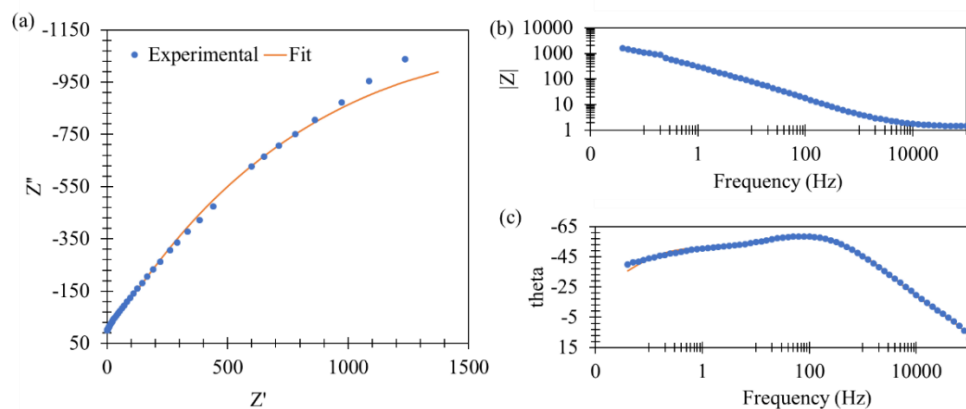 (a)
-1150
-950
-750
-550
-350
-150
50
Z"
Experimental
Fit
0
500
1000
1500
Z'
(b)
10000
1000
100
10
1
|Z|
0
1
100
10000
Frequency (Hz)
(c)
-65
-45
-25
-5
15
theta
0
1
100
10000
Frequency (Hz)